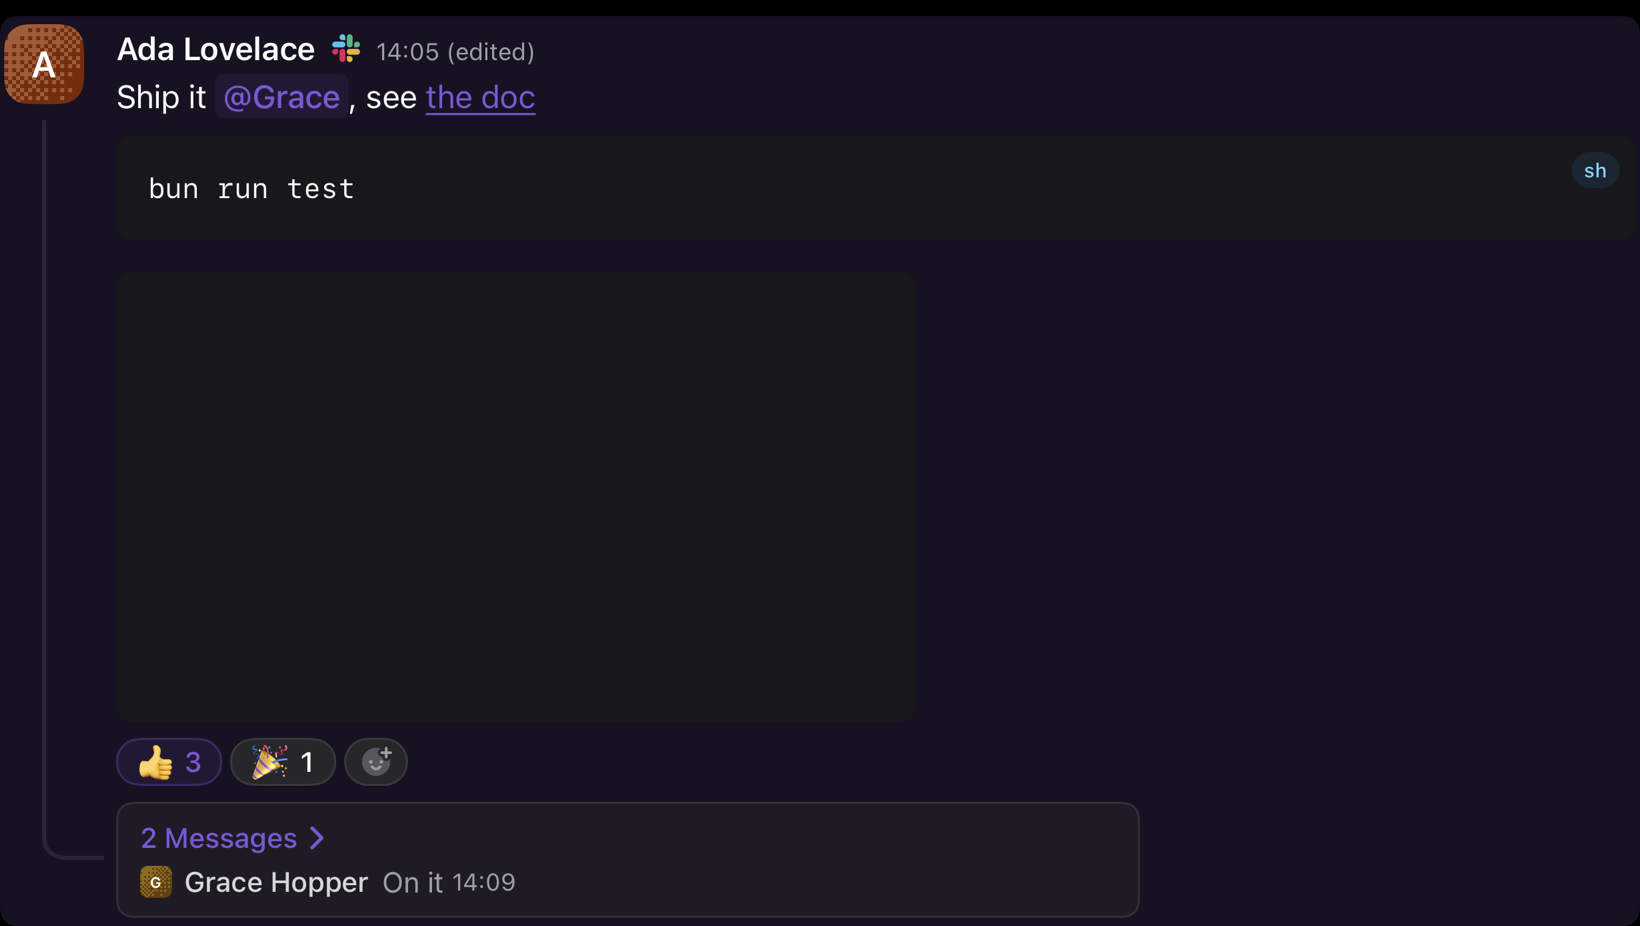 A
Ada Lovelace 14:05 (edited)
Ship it @Grace, see the doc
sh
bun run test
👍 3 🎉 1
2 Messages
G Grace Hopper On it 14:09